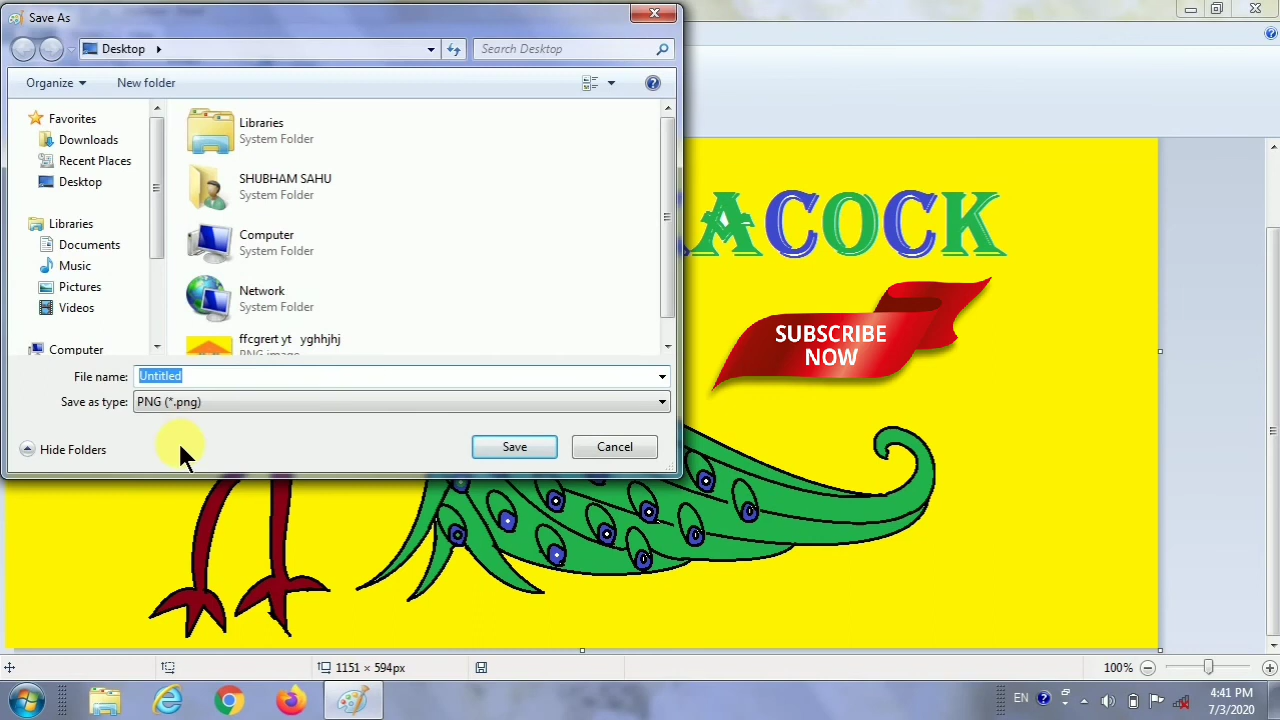 Save As
Desktop
Search Desktop
Organize
New folder
Favorites
Downloads
Recent Places
Desktop
Libraries
Documents
Music
Pictures
Videos
Computer
Libraries
System Folder
SHUBHAM SAHU
System Folder
Computer
System Folder
Network
System Folder
ffcgrert yt yghhjhj
PNG image
File name: Untitled
Save as type: PNG (*.png)
Hide Folders
Save
Cancel
ACOCK
SUBSCRIBE
NOW
1151 × 594px
100%
EN
4:41 PM
7/3/2020